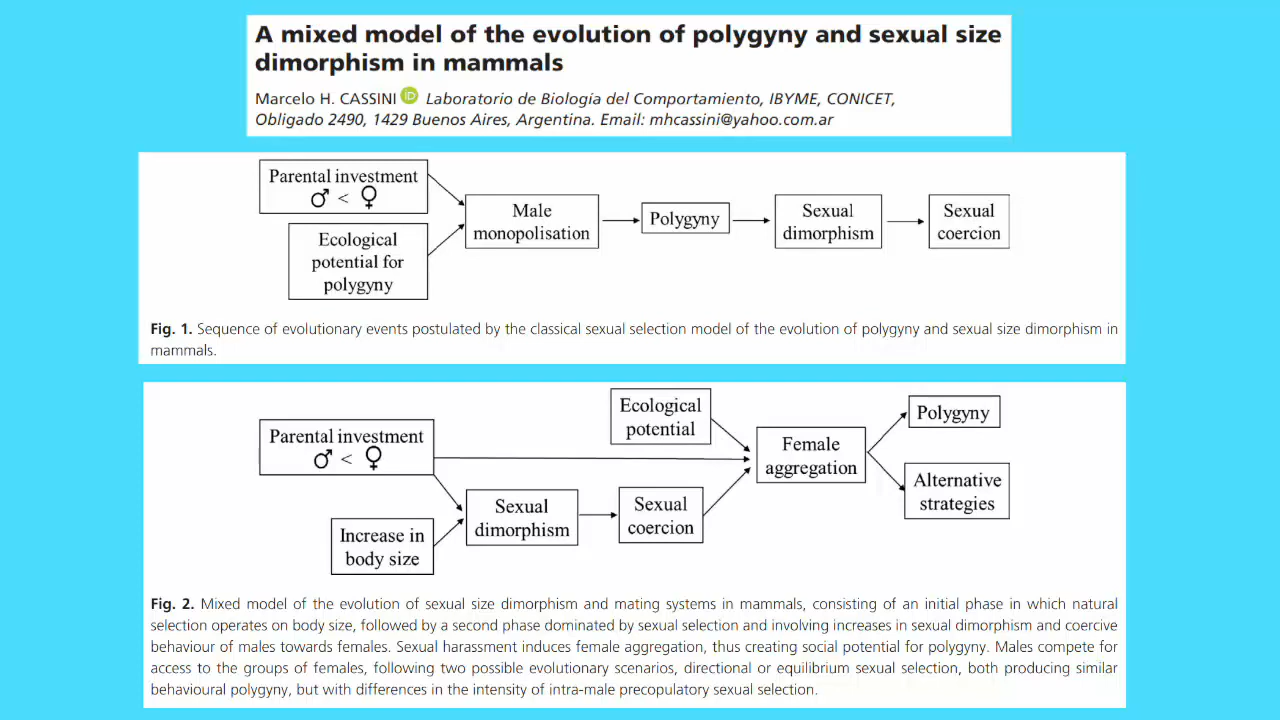 A mixed model of the evolution of polygyny and sexual size
dimorphism in mammals
Marcelo H. CASSINI iD Laboratorio de Biología del Comportamiento, IBYME, CONICET,
Obligado 2490, 1429 Buenos Aires, Argentina. Email: mhcassini@yahoo.com.ar
Parental investment
♂ < ♀
Ecological
potential for
polygyny
Male
monopolisation
Polygyny
Sexual
dimorphism
Sexual
coercion
Fig. 1. Sequence of evolutionary events postulated by the classical sexual selection model of the evolution of polygyny and sexual size dimorphism in
mammals.
Parental investment
♂ < ♀
Increase in
body size
Sexual
dimorphism
Sexual
coercion
Ecological
potential
Female
aggregation
Polygyny
Alternative
strategies
Fig. 2. Mixed model of the evolution of sexual size dimorphism and mating systems in mammals, consisting of an initial phase in which natural
selection operates on body size, followed by a second phase dominated by sexual selection and involving increases in sexual dimorphism and coercive
behaviour of males towards females. Sexual harassment induces female aggregation, thus creating social potential for polygyny. Males compete for
access to the groups of females, following two possible evolutionary scenarios, directional or equilibrium sexual selection, both producing similar
behavioural polygyny, but with differences in the intensity of intra-male precopulatory sexual selection.